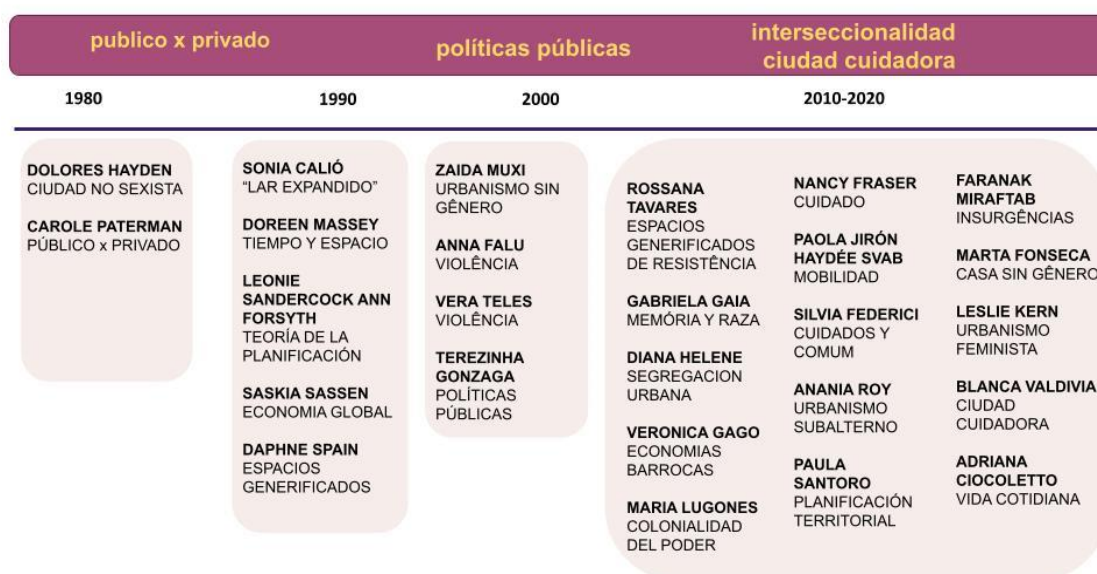 publico x privado
políticas públicas
interseccionalidad
ciudad cuidadora
1980
1990
2000
2010-2020
DOLORES HAYDEN
CIUDAD NO SEXISTA
CAROLE PATERMAN
PÚBLICO x PRIVADO
SONIA CALIÓ
“LAR EXPANDIDO”
DOREEN MASSEY
TIEMPO Y ESPACIO
LEONIE
SANDERCOCK ANN
FORSYTH
TEORÍA DE LA
PLANIFICACIÓN
SASKIA SASSEN
ECONOMIA GLOBAL
DAPHNE SPAIN
ESPACIOS
GENERIFICADOS
ZAIDA MUXI
URBANISMO SIN
GÊNERO
ANNA FALU
VIOLÊNCIA
VERA TELES
VIOLÊNCIA
TEREZINHA
GONZAGA
POLÍTICAS
PÚBLICAS
ROSSANA
TAVARES
ESPACIOS
GENERIFICADOS
DE RESISTÊNCIA
GABRIELA GAIA
MEMÓRIA Y RAZA
DIANA HELENE
SEGREGACION
URBANA
VERONICA GAGO
ECONOMIAS
BARROCAS
MARIA LUGONES
COLONIALIDAD
DEL PODER
NANCY FRASER
CUIDADO
PAOLA JIRÓN
HAYDÉE SVAB
MOBILIDAD
SILVIA FEDERICI
CUIDADOS Y
COMUM
ANANIA ROY
URBANISMO
SUBALTERNO
PAULA
SANTORO
PLANIFICACIÓN
TERRITORIAL
FARANAK
MIRAFTAB
INSURGÊNCIAS
MARTA FONSECA
CASA SIN GÊNERO
LESLIE KERN
URBANISMO
FEMINISTA
BLANCA VALDIVIA
CIUDAD
CUIDADORA
ADRIANA
CIOCOLETTO
VIDA COTIDIANA